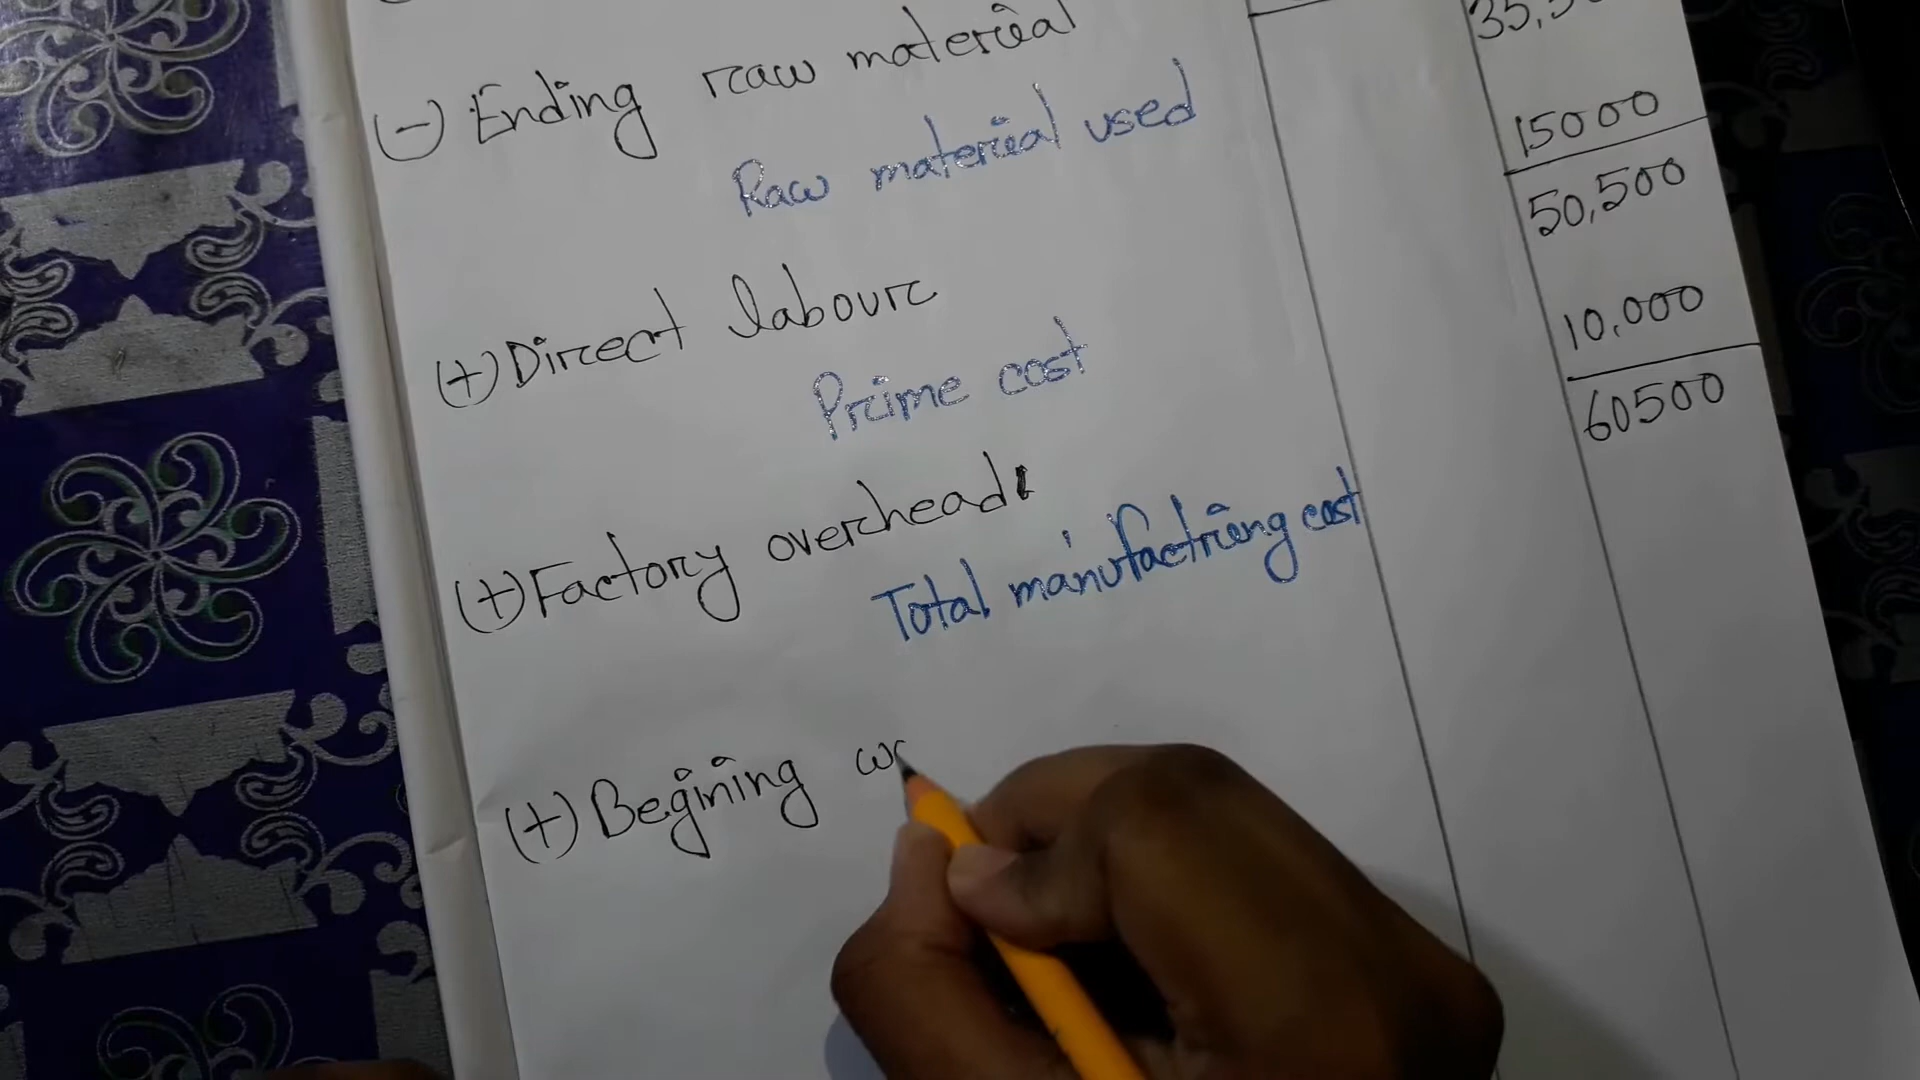 (-) Ending raw material
Raw material used
(+) Direct labour 15000
50,500
Prime cost
(+) Factory overhead 10,000
Total manufactring cost 60500
(+) Begining